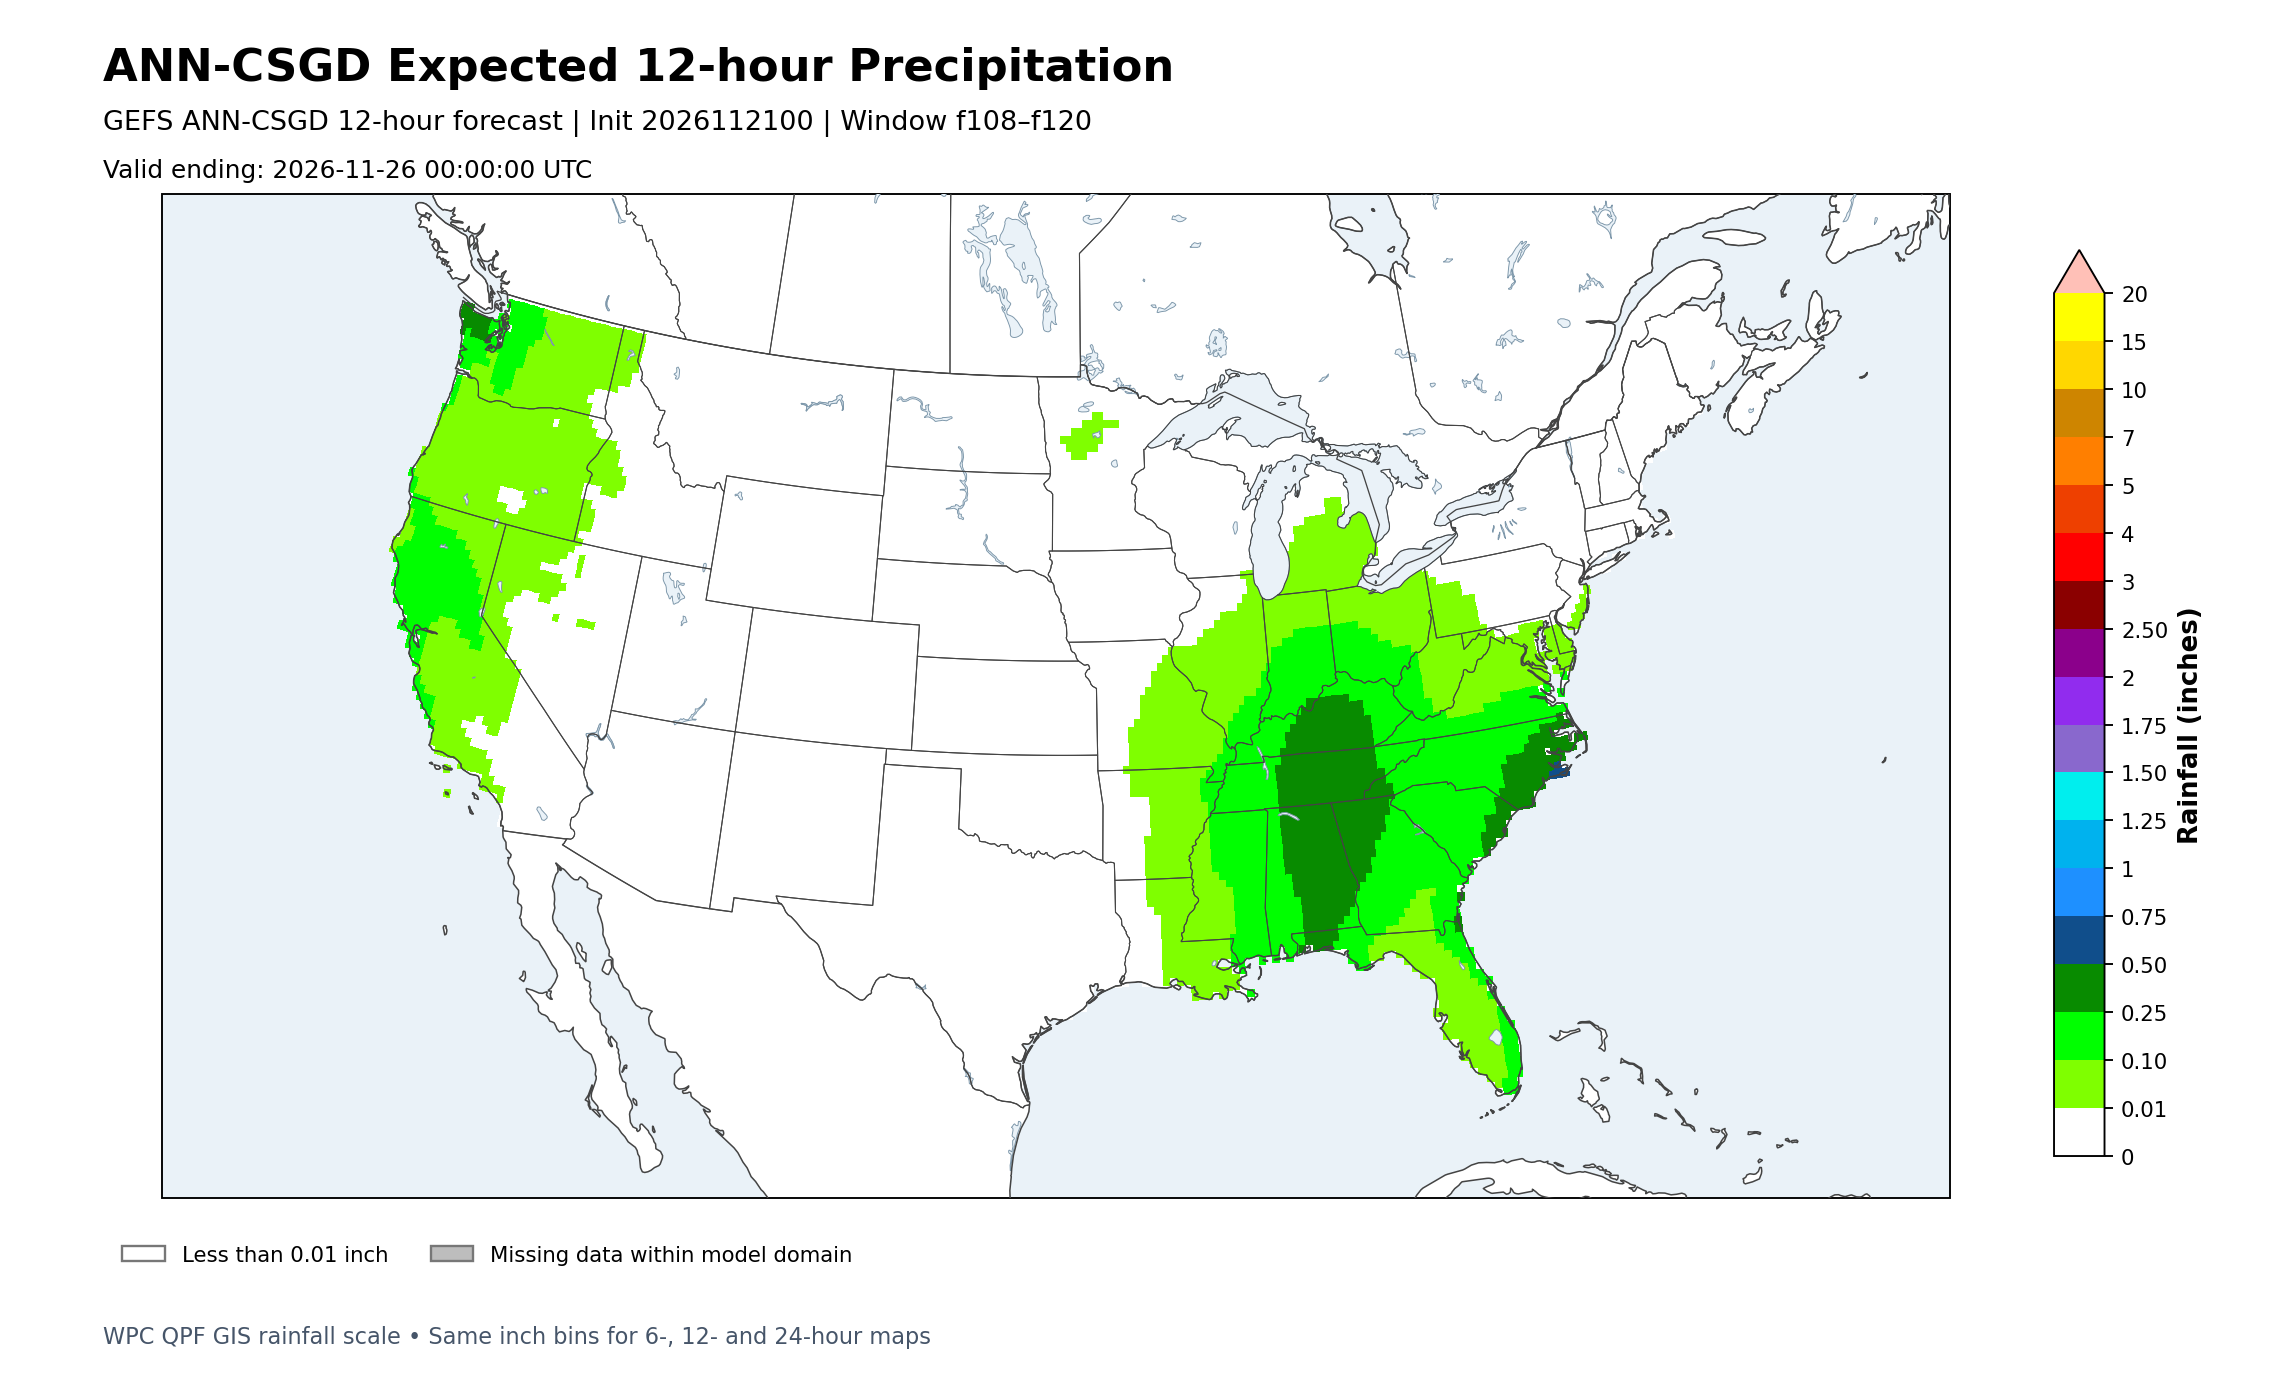 ANN-CSGD Expected 12-hour Precipitation
GEFS ANN-CSGD 12-hour forecast | Init 2026112100 | Window f108–f120
Valid ending: 2026-11-26 00:00:00 UTC
20
15
10
7
5
4
3
2.50
2
1.75
1.50
1.25
1
0.75
0.50
0.25
0.10
0.01
0
Rainfall (inches)
Less than 0.01 inch
Missing data within model domain
WPC QPF GIS rainfall scale • Same inch bins for 6-, 12- and 24-hour maps